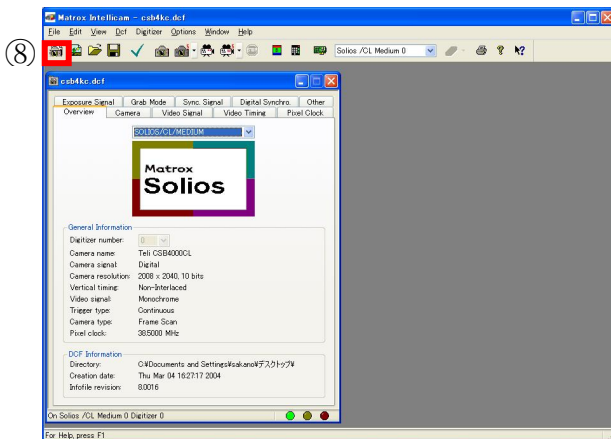 Matrox Intellicam - csb4kc.dcf
File Edit View Dcf Digitizer Options Window Help
⑧
Solios /CL Medium 0
csb4kc.dcf
Exposure Signal Grab Mode Sync. Signal Digital Synchro. Other
Overview Camera Video Signal Video Timing Pixel Clock
SOLIOS/CL/MEDIUM
Matrox
Solios
General Information
Digitizer number: 0
Camera name: Teli CSB4000CL
Camera signal: Digital
Camera resolution: 2008 x 2040, 10 bits
Vertical timing: Non-Interlaced
Video signal: Monochrome
Trigger type: Continuous
Camera type: Frame Scan
Pixel clock: 38.5000 MHz
DCF Information
Directory: C:¥Documents and Settings¥sakano¥デスクトップ¥
Creation date: Thu Mar 04 16:27:17 2004
Infofile revision: 8.0016
On Solios /CL Medium 0 Digitizer 0
For Help, press F1